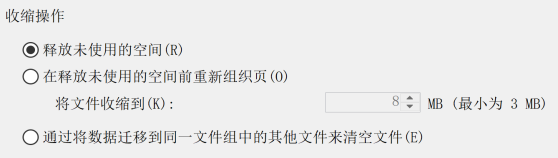 收缩操作
释放未使用的空间(R)
在释放未使用的空间前重新组织页(O)
将文件收缩到(K): 8 MB (最小为 3 MB)
通过将数据迁移到同一文件组中的其他文件来清空文件(E)